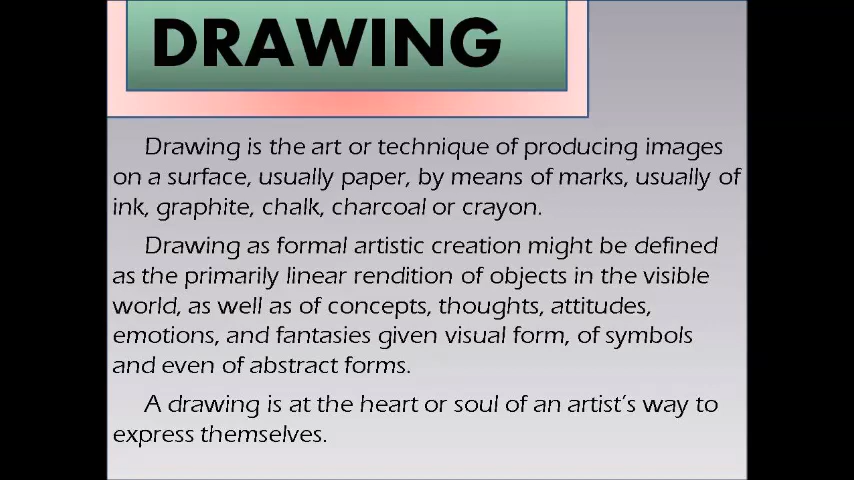 DRAWING
Drawing is the art or technique of producing images
on a surface, usually paper, by means of marks, usually of
ink, graphite, chalk, charcoal or crayon.
Drawing as formal artistic creation might be defined
as the primarily linear rendition of objects in the visible
world, as well as of concepts, thoughts, attitudes,
emotions, and fantasies given visual form, of symbols
and even of abstract forms.
A drawing is at the heart or soul of an artist's way to
express themselves.